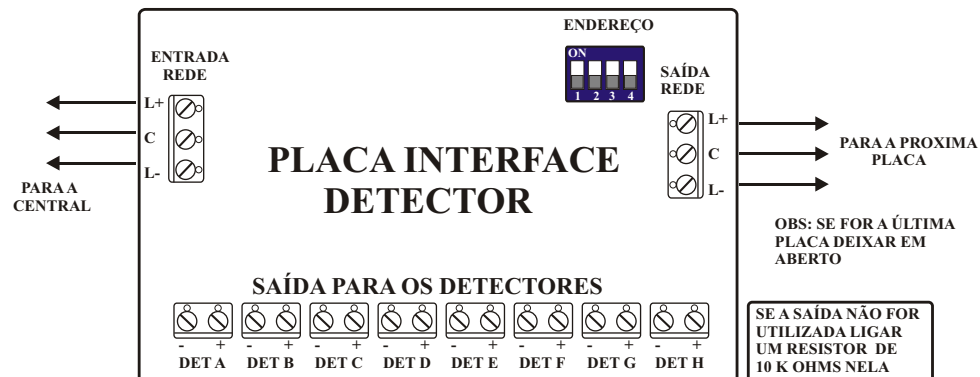 ENDEREÇO
ON
1 2 3 4
ENTRADA
REDE
L+
C
L-
PARA A
CENTRAL
SAÍDA
REDE
L+
C
L-
PARA A PROXIMA
PLACA
PLACA INTERFACE
DETECTOR
OBS: SE FOR A ÚLTIMA
PLACA DEIXAR EM
ABERTO
SAÍDA PARA OS DETECTORES
- + - + - + - + - + - + - + - +
DET A DET B DET C DET D DET E DET F DET G DET H
SE A SAÍDA NÃO FOR
UTILIZADA LIGAR
UM RESISTOR DE
10 K OHMS NELA